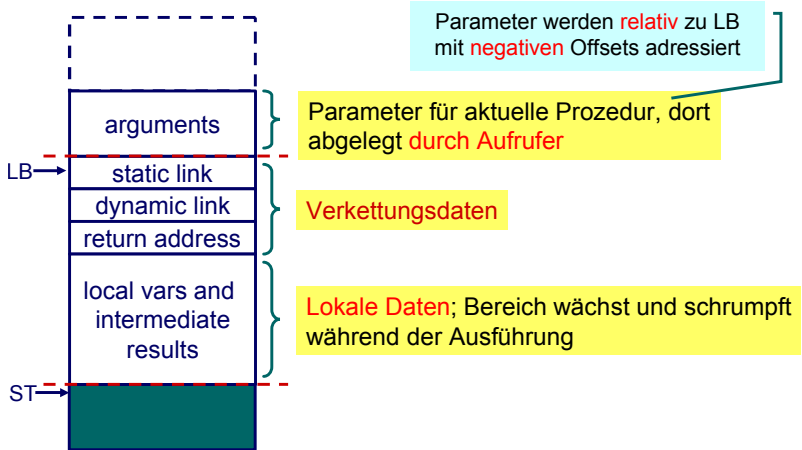 Parameter werden relativ zu LB
mit negativen Offsets adressiert
arguments
Parameter für aktuelle Prozedur, dort
abgelegt durch Aufrufer
LB
static link
dynamic link
return address
Verkettungsdaten
local vars and
intermediate
results
Lokale Daten; Bereich wächst und schrumpft
während der Ausführung
ST